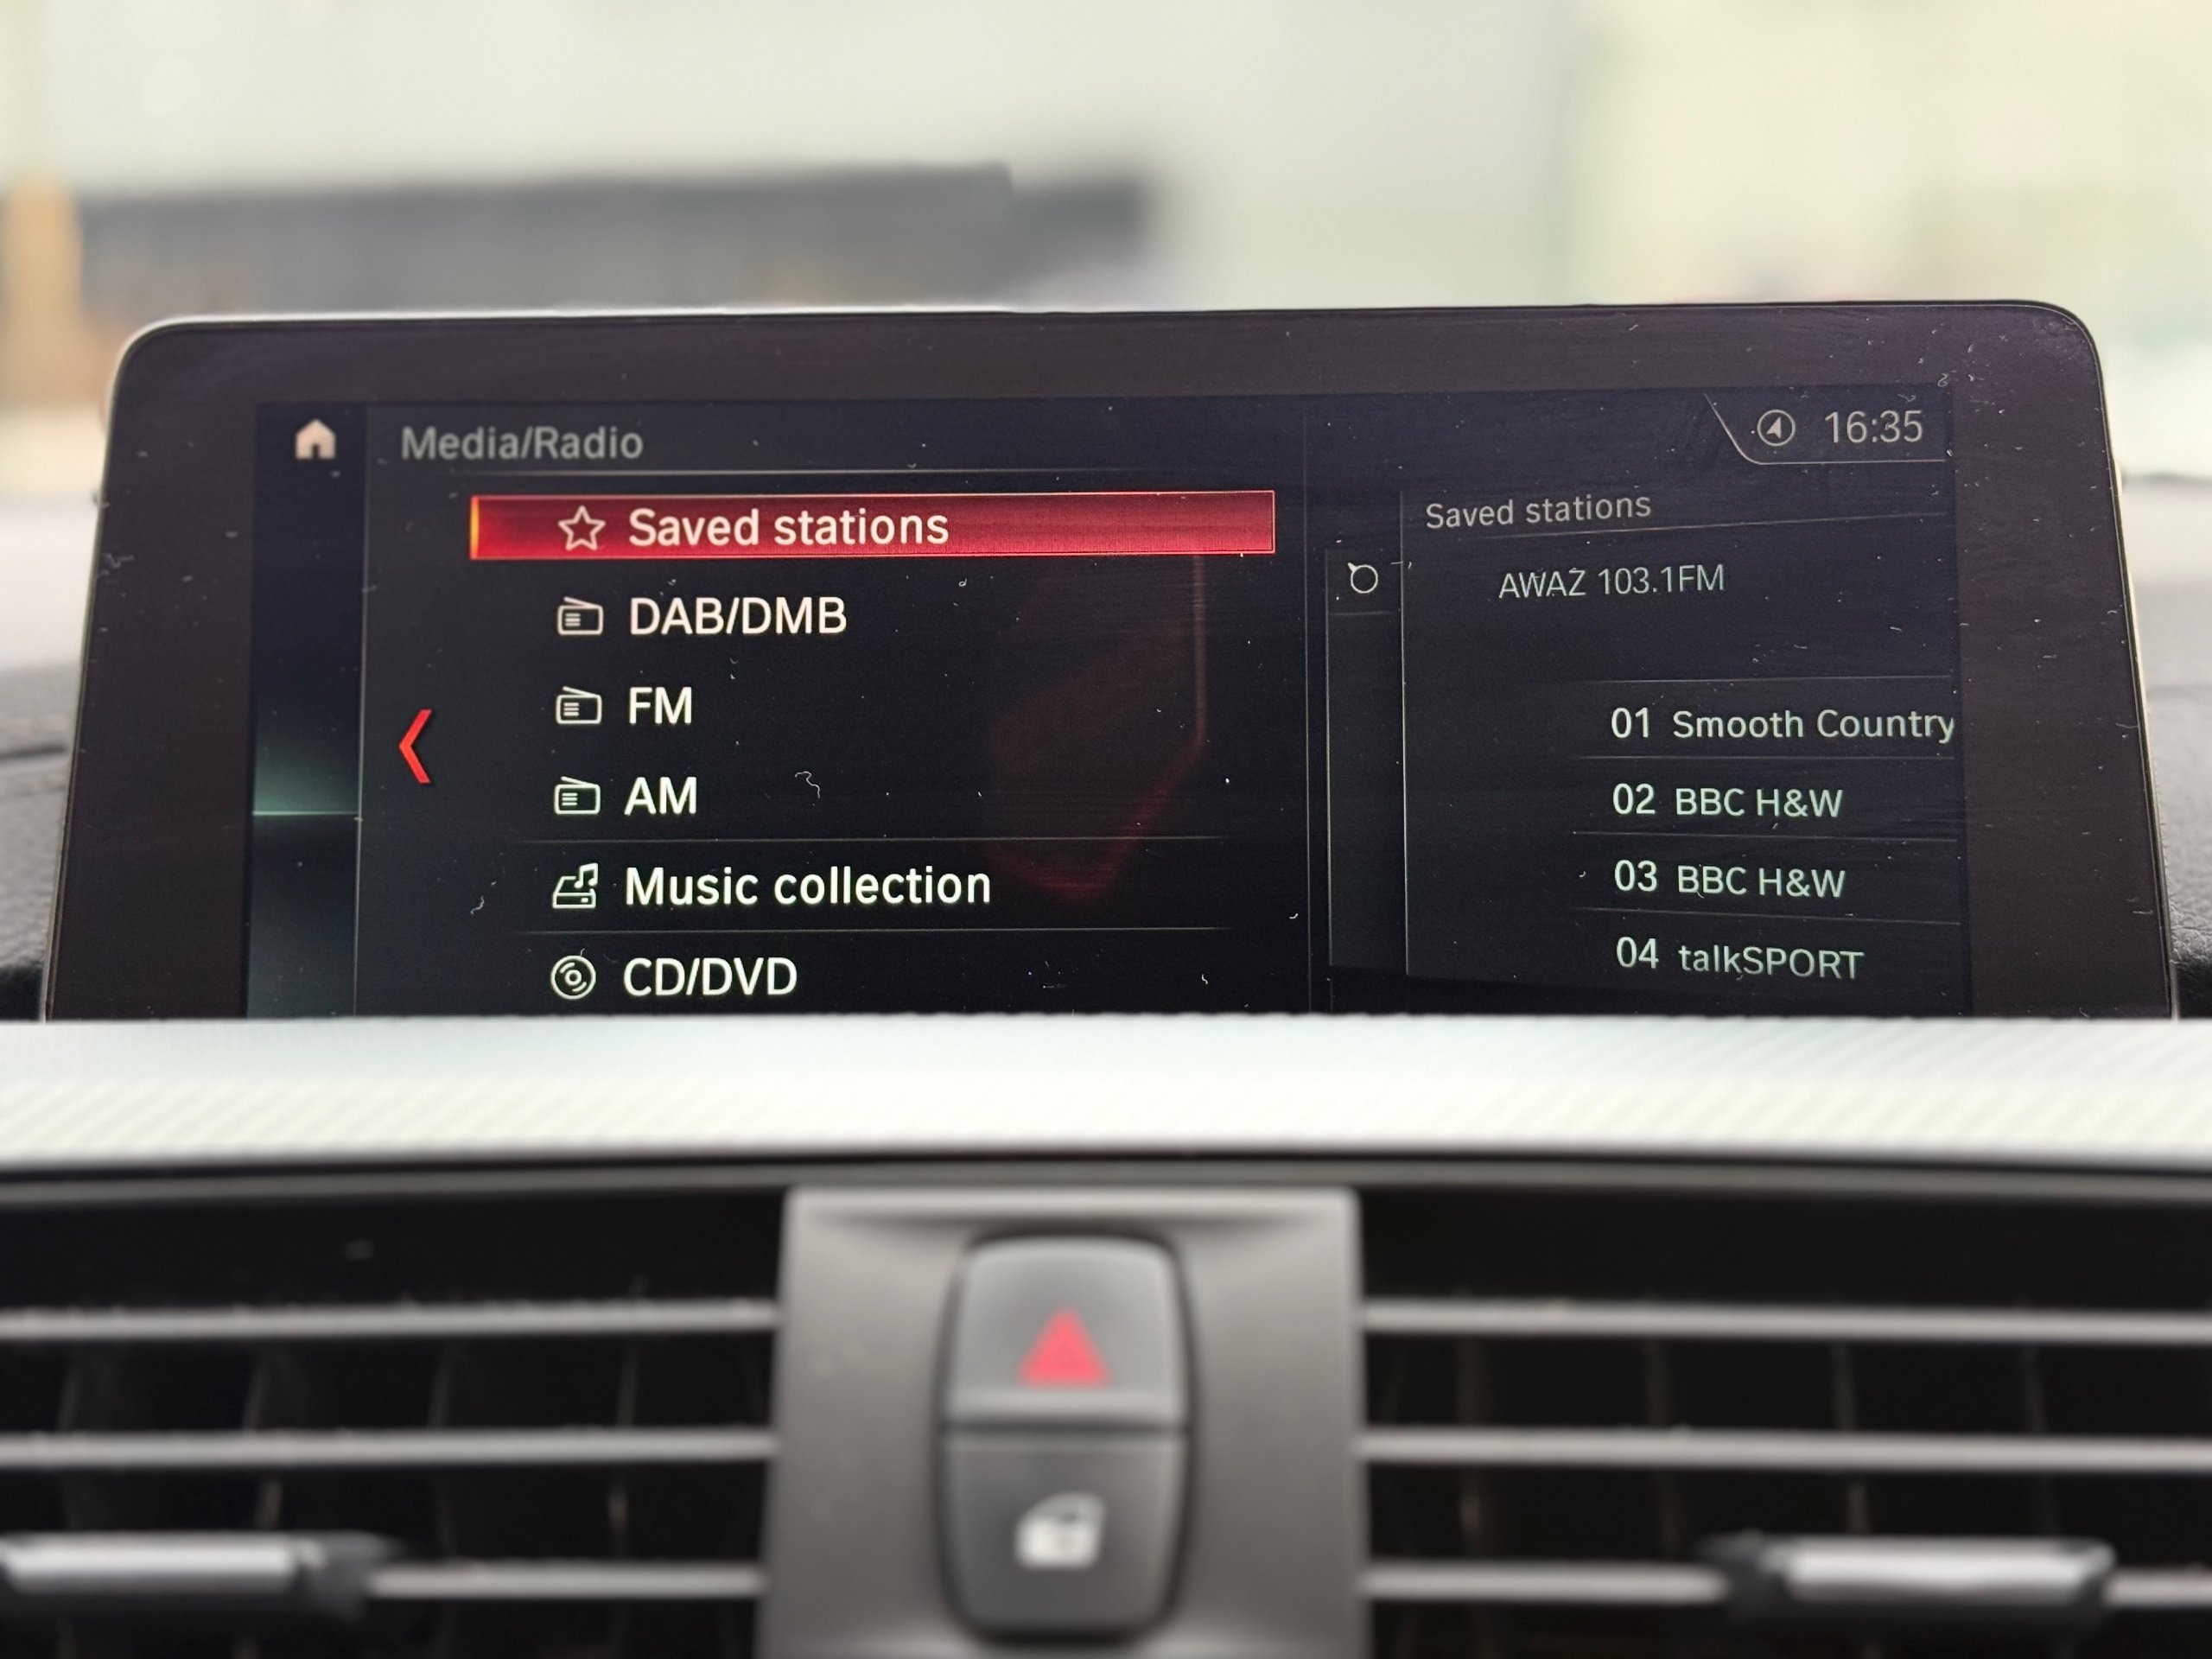 Media/Radio
16:35
Saved stations
DAB/DMB
FM
AM
Music collection
CD/DVD
Saved stations
AWAZ 103.1FM
01 Smooth Country
02 BBC H&W
03 BBC H&W
04 talkSPORT